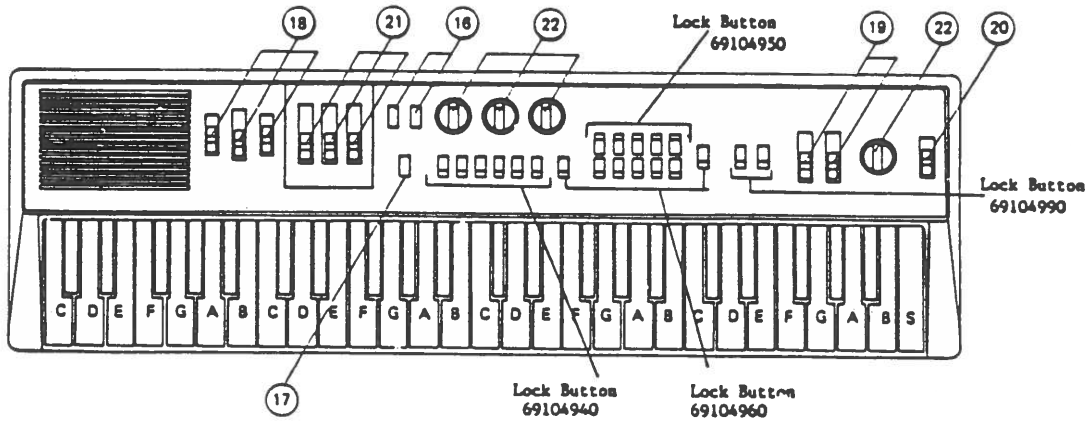 18
21
16
22
Lock Button
69104950
19
22
20
Lock Button
69104990
C D E F G A B C D E F G A B C D E F G A B C D E F G A B S
17
Lock Button
69104940
Lock Button
69104960